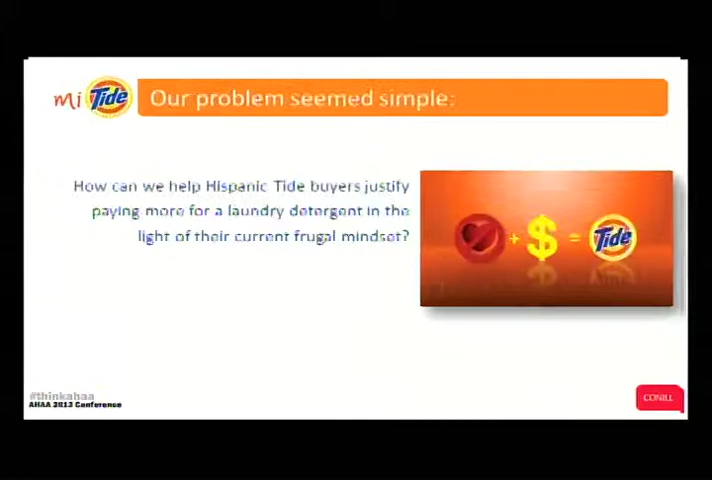 mi Tide
Our problem seemed simple:
How can we help Hispanic Tide buyers justify
paying more for a laundry detergent in the
light of their current frugal mindset?
+ $ = Tide
#thinkahaa
AHAA 2013 Conference
CONILL